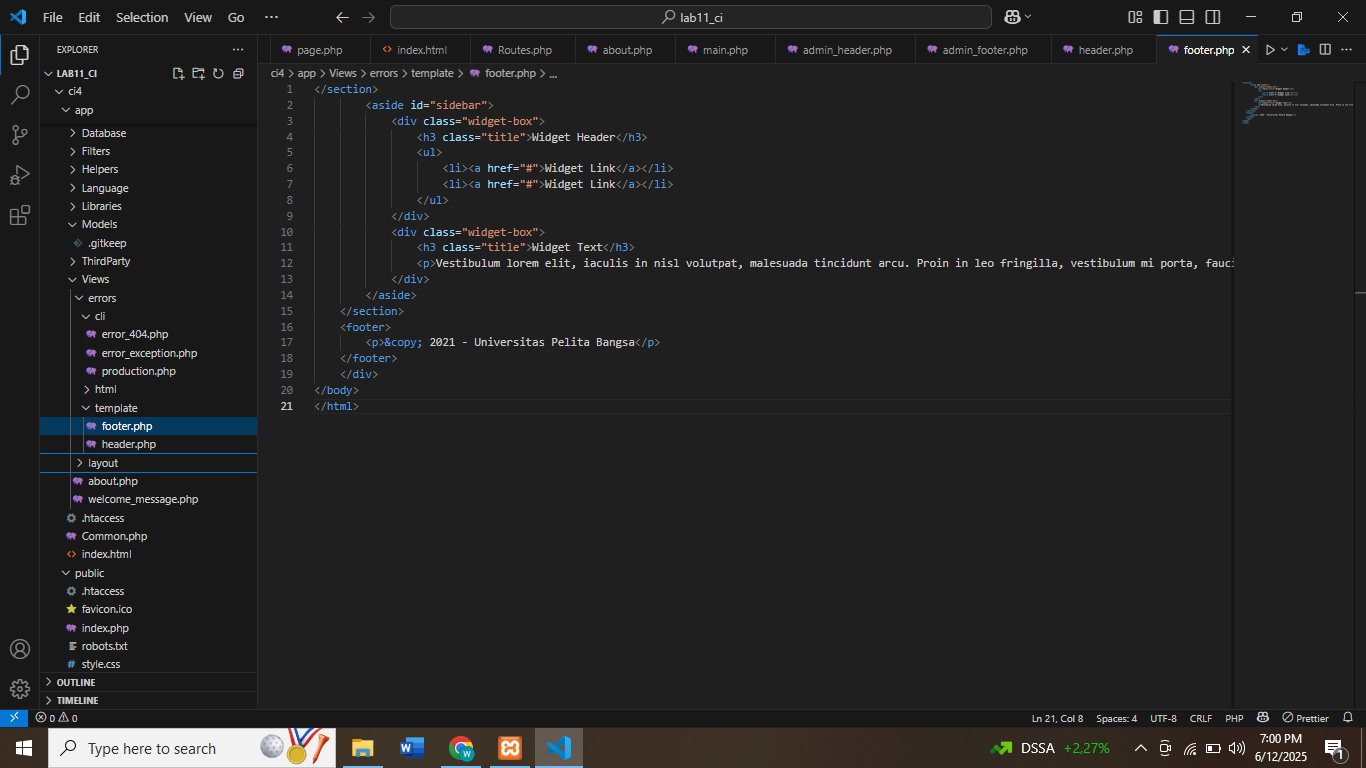 File Edit Selection View Go ··· lab11_ci
EXPLORER ···
page.php index.html Routes.php about.php main.php admin_header.php admin_footer.php header.php footer.php
LAB11_CI
ci4 > app > Views > errors > template > footer.php > ...
ci4
app
Database
Filters
Helpers
Language
Libraries
Models
.gitkeep
ThirdParty
Views
errors
cli
error_404.php
error_exception.php
production.php
html
template
footer.php
header.php
layout
about.php
welcome_message.php
.htaccess
Common.php
index.html
public
.htaccess
favicon.ico
index.php
robots.txt
style.css
OUTLINE
TIMELINE
1 </section>
2 <aside id="sidebar">
3 <div class="widget-box">
4 <h3 class="title">Widget Header</h3>
5 <ul>
6 <li><a href="#">Widget Link</a></li>
7 <li><a href="#">Widget Link</a></li>
8 </ul>
9 </div>
10 <div class="widget-box">
11 <h3 class="title">Widget Text</h3>
12 <p>Vestibulum lorem elit, iaculis in nisl volutpat, malesuada tincidunt arcu. Proin in leo fringilla, vestibulum mi porta, fauci
13 </div>
14 </aside>
15 </section>
16 <footer>
17 <p>&copy; 2021 - Universitas Pelita Bangsa</p>
18 </footer>
19 </div>
20 </body>
21 </html>
0 0 Ln 21, Col 8 Spaces: 4 UTF-8 CRLF PHP Prettier
Type here to search DSSA +2,27% 7:00 PM
6/12/2025 1